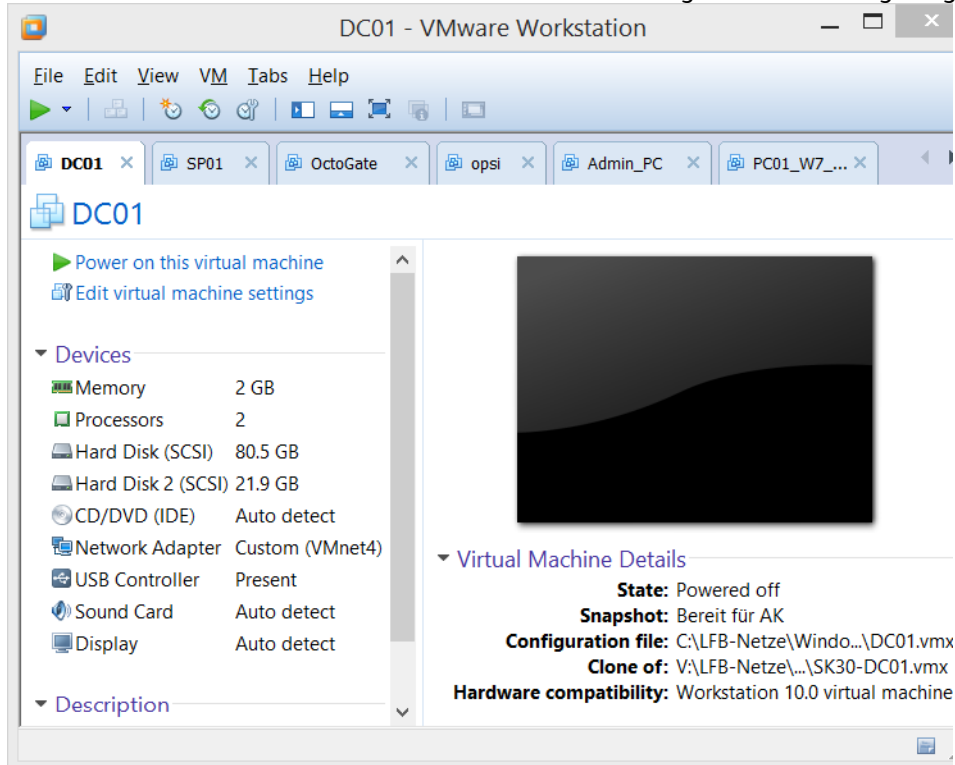 DC01 - VMware Workstation
File Edit View VM Tabs Help
DC01 SP01 OctoGate opsi Admin_PC PC01_W7_...
DC01
Power on this virtual machine
Edit virtual machine settings
Devices
Memory 2 GB
Processors 2
Hard Disk (SCSI) 80.5 GB
Hard Disk 2 (SCSI) 21.9 GB
CD/DVD (IDE) Auto detect
Network Adapter Custom (VMnet4)
USB Controller Present
Sound Card Auto detect
Display Auto detect
Description
Virtual Machine Details
State: Powered off
Snapshot: Bereit für AK
Configuration file: C:\LFB-Netze\Windo...\DC01.vmx
Clone of: V:\LFB-Netze\...\SK30-DC01.vmx
Hardware compatibility: Workstation 10.0 virtual machine